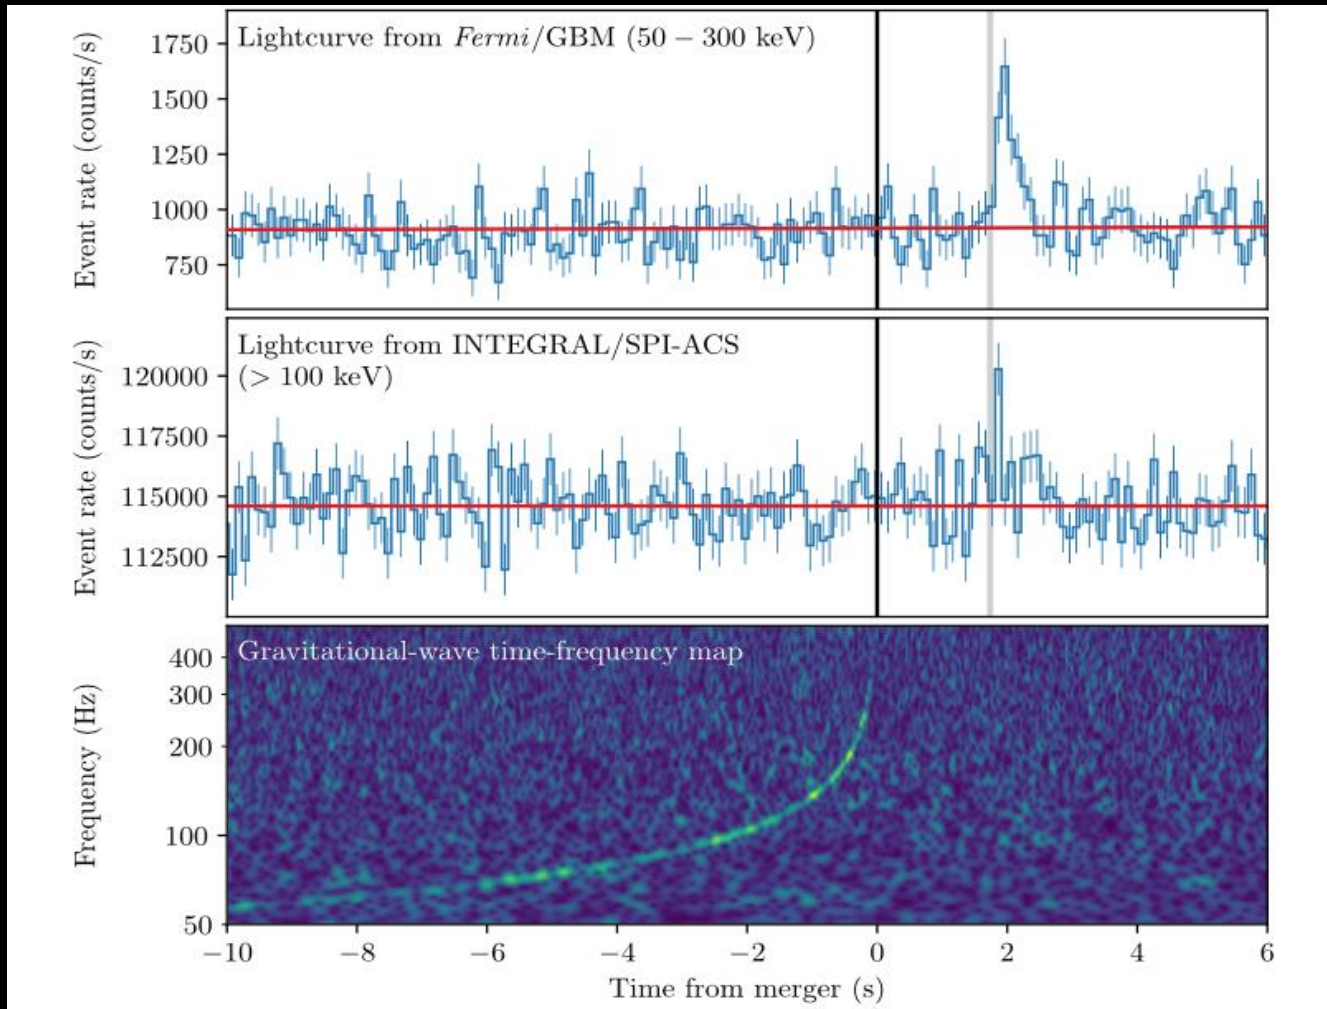 Lightcurve from Fermi/GBM (50 – 300 keV)
Event rate (counts/s)
1750
1500
1250
1000
750
Lightcurve from INTEGRAL/SPI-ACS
(> 100 keV)
Event rate (counts/s)
120000
117500
115000
112500
Gravitational-wave time-frequency map
Frequency (Hz)
400
300
200
100
50
−10 −8 −6 −4 −2 0 2 4 6
Time from merger (s)